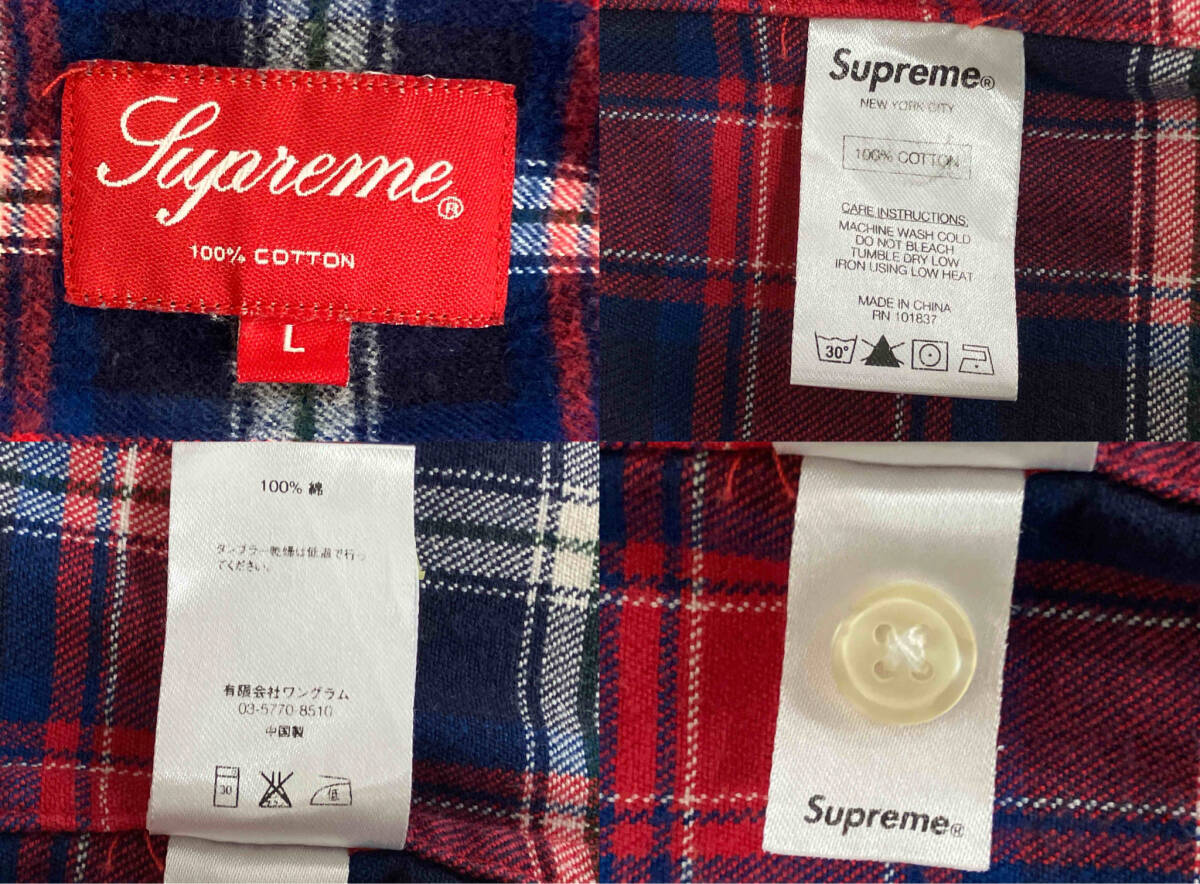 Supreme®
100% COTTON
L
Supreme®
NEW YORK CITY
100% COTTON
CARE INSTRUCTIONS.
MACHINE WASH COLD
DO NOT BLEACH
TUMBLE DRY LOW
IRON USING LOW HEAT
MADE IN CHINA
RN 101837
30°
100% 綿
タンブラー乾燥は低温で行っ
てください。
有限会社ワングラム
03-5770-8510
中国製
30
低
Supreme®